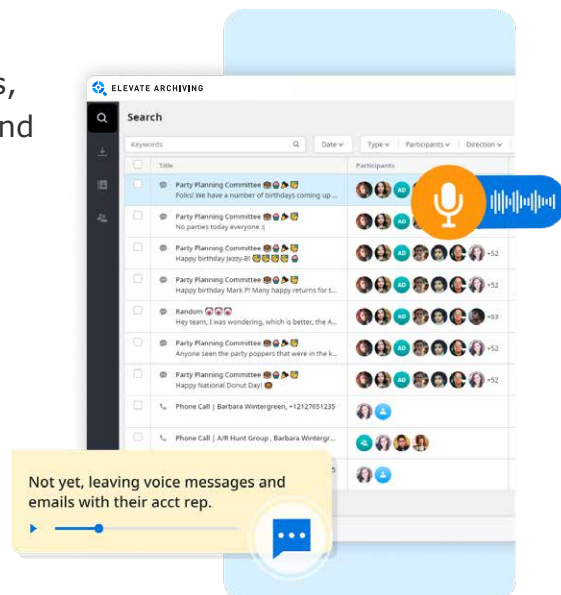 s,
nd
ELEVATE ARCHIVING
Search
Keywords
Date
Type
Participants
Direction
Title
Participants
Party Planning Committee
Folks! We have a number of birthdays coming up ...
AD
Party Planning Committee
No parties today everyone :(
AD
Party Planning Committee
Happy birthday Jezzy-B!
AD
+52
Party Planning Committee
Happy birthday Mark P! Many happy returns for t...
AD
+52
Random
Hey team, I was wondering, which is better, the A...
AD
+63
Party Planning Committee
Anyone seen the party poppers that were in the k...
AD
+52
Party Planning Committee
Happy National Donut Day!
AD
+52
Phone Call | Barbara Wintergreen, +12127651235
Phone Call | A/R Hunt Group , Barbara Wintergr...
5
Not yet, leaving voice messages and
emails with their acct rep.